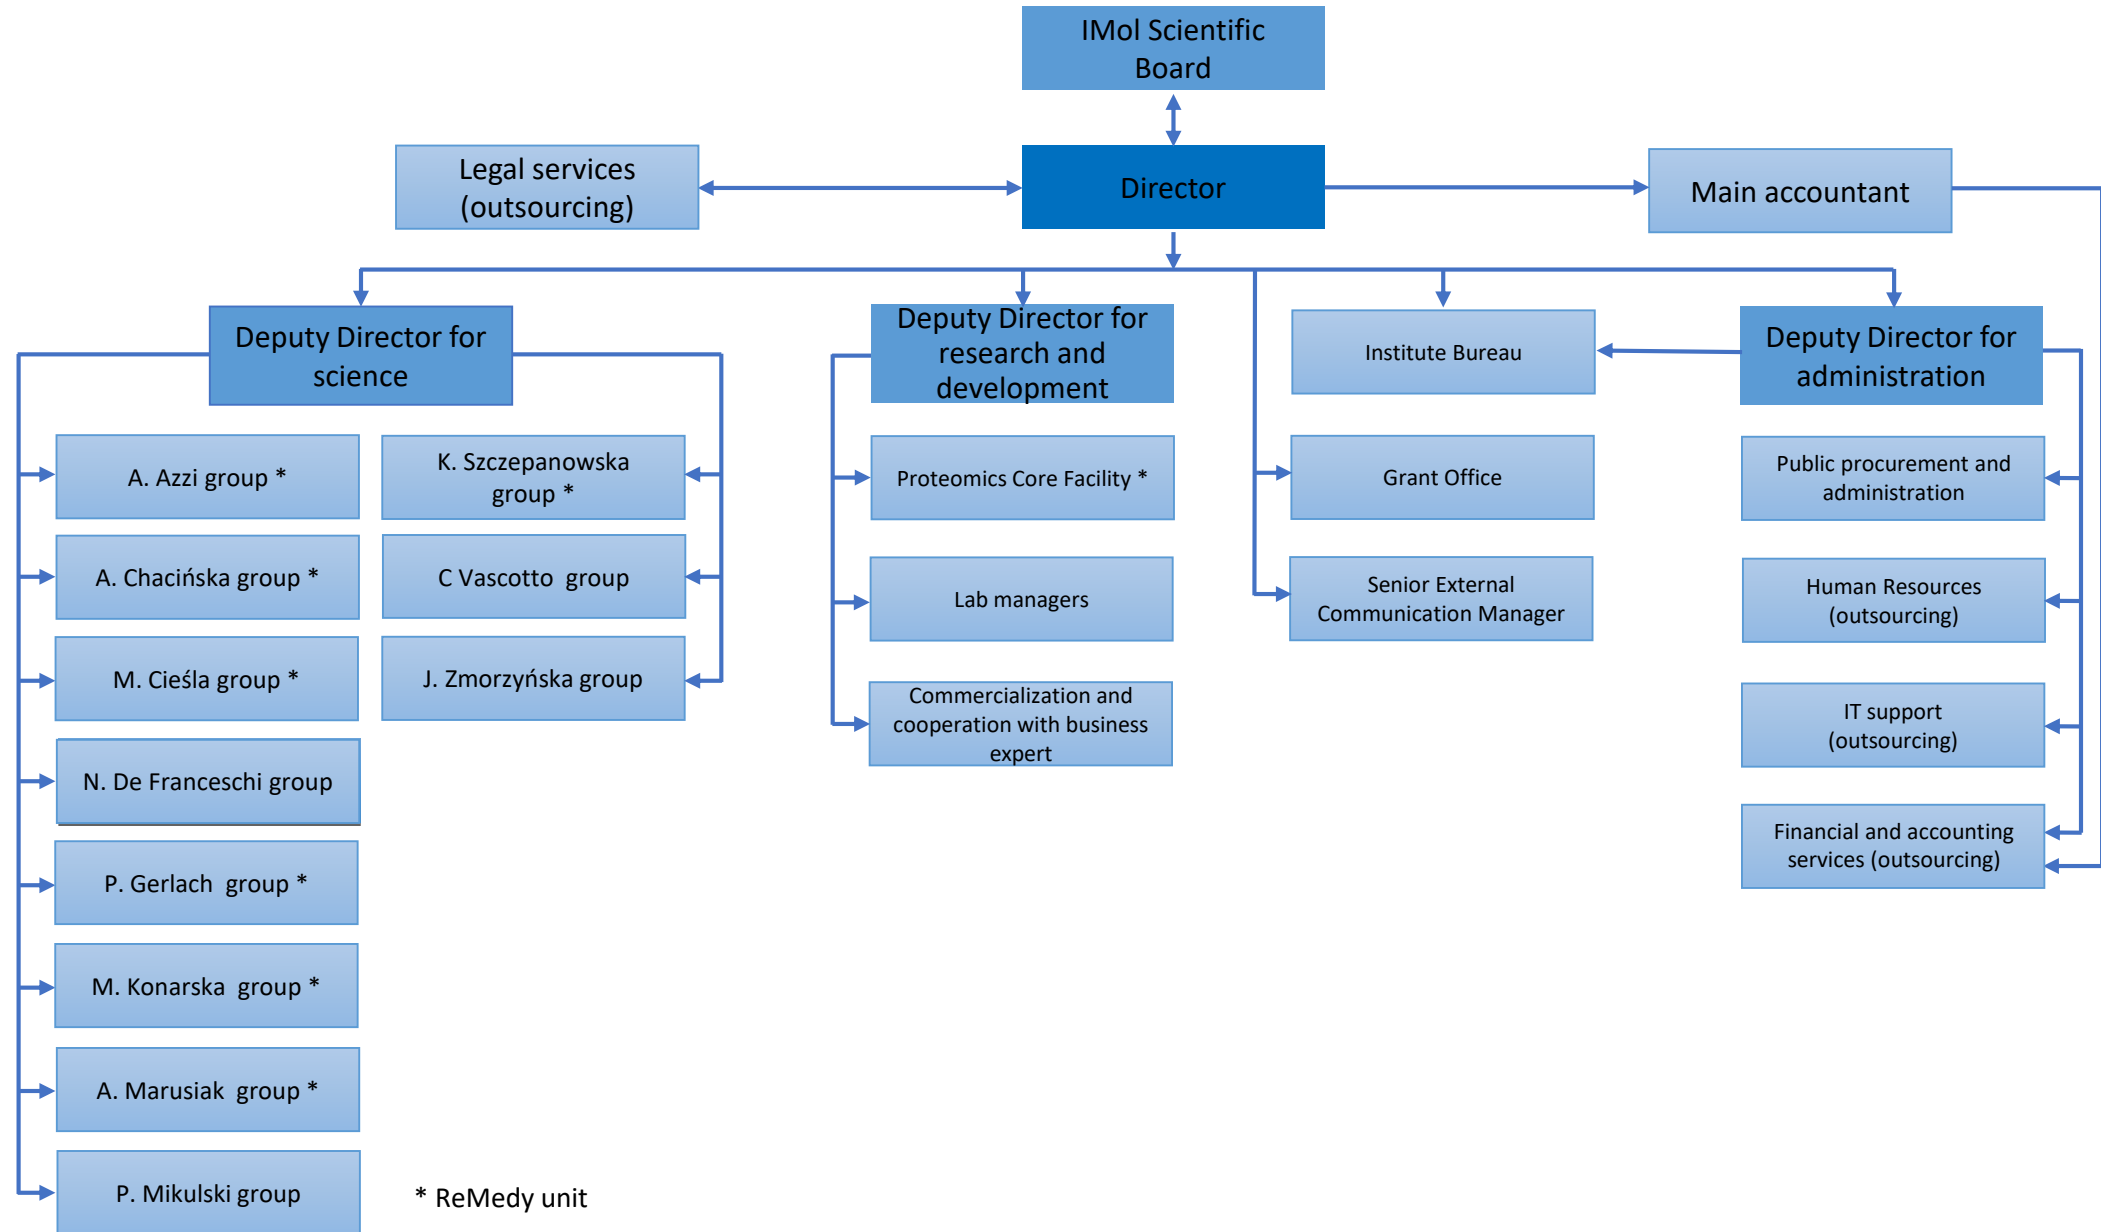 IMol Scientific
Board
Legal services
(outsourcing)
Director
Main accountant
Deputy Director for
science
Deputy Director for
research and
development
Institute Bureau
Deputy Director for
administration
A. Azzi group *
K. Szczepanowska
group *
Proteomics Core Facility *
Grant Office
Public procurement and
administration
A. Chacińska group *
C Vascotto  group
Lab managers
Senior External
Communication Manager
Human Resources
(outsourcing)
M. Cieśla group *
J. Zmorzyńska group
Commercialization and
cooperation with business
expert
IT support
(outsourcing)
N. De Franceschi group
Financial and accounting
services (outsourcing)
P. Gerlach  group *
M. Konarska  group *
A. Marusiak  group *
P. Mikulski group
* ReMedy unit